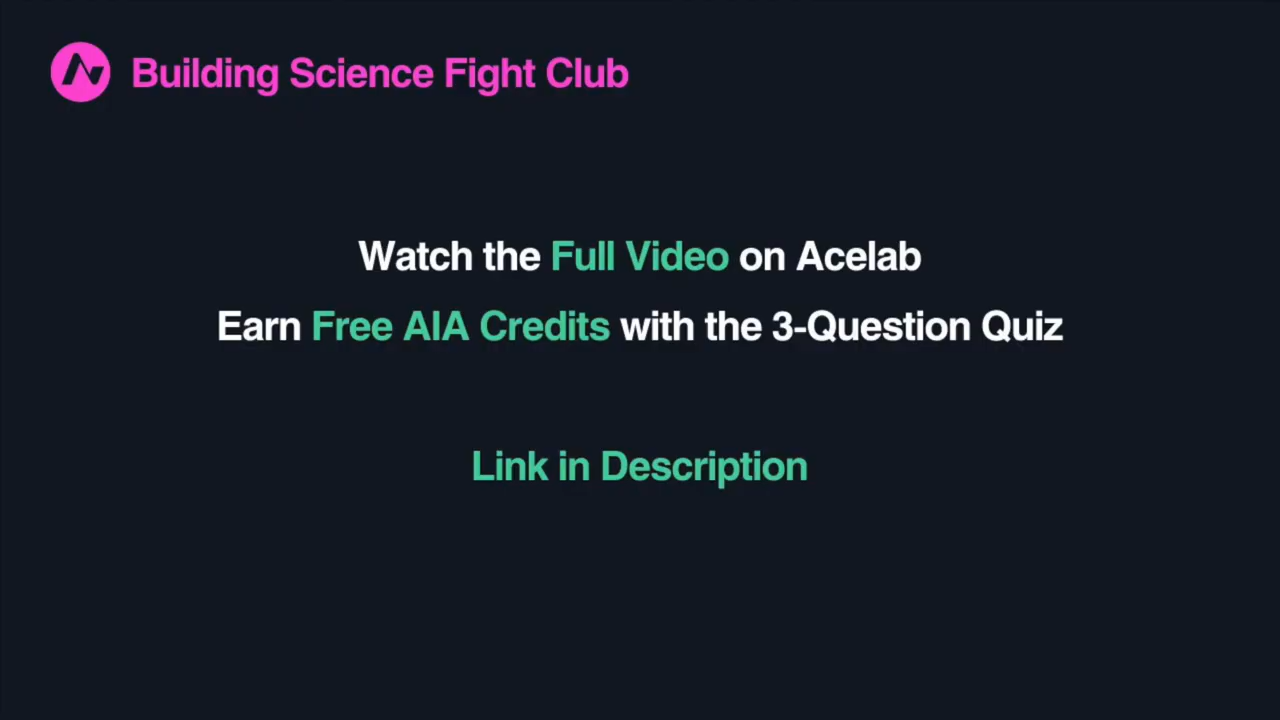 Building Science Fight Club
Watch the Full Video on Acelab
Earn Free AIA Credits with the 3-Question Quiz
Link in Description